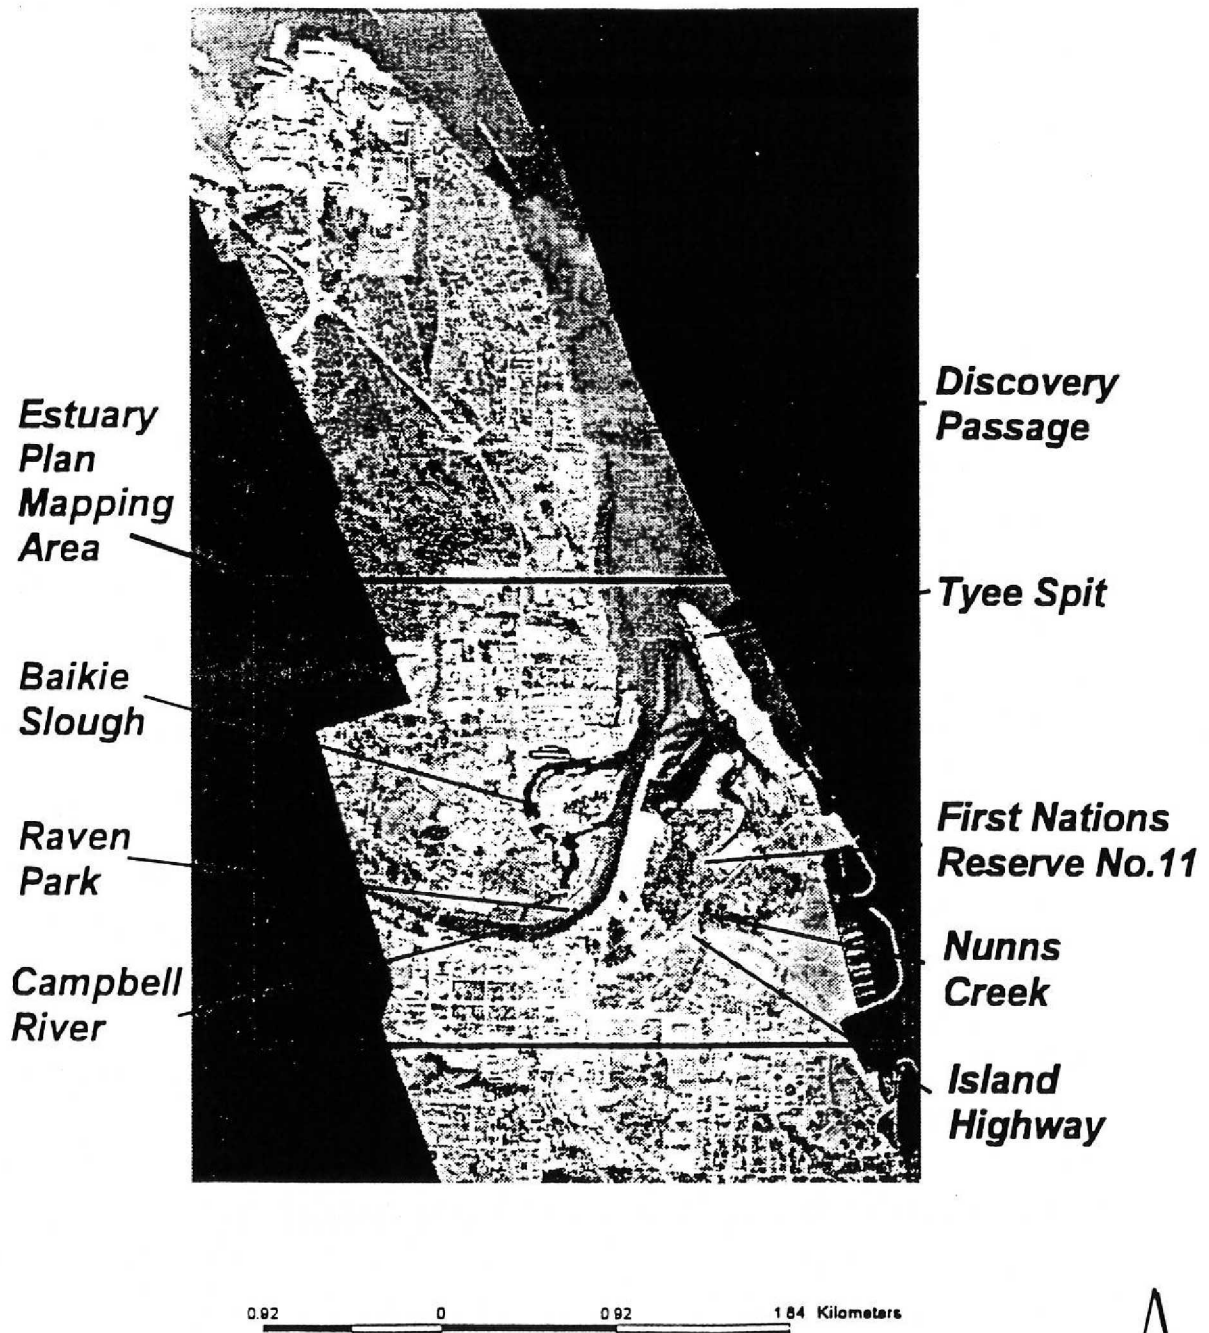 Discovery
Passage
Estuary
Plan
Mapping
Area
Tyee Spit
Baikie
Slough
First Nations
Reserve No.11
Raven
Park
Nunns
Creek
Campbell
River
Island
Highway
0.92 0 0.92 1.84 Kilometers